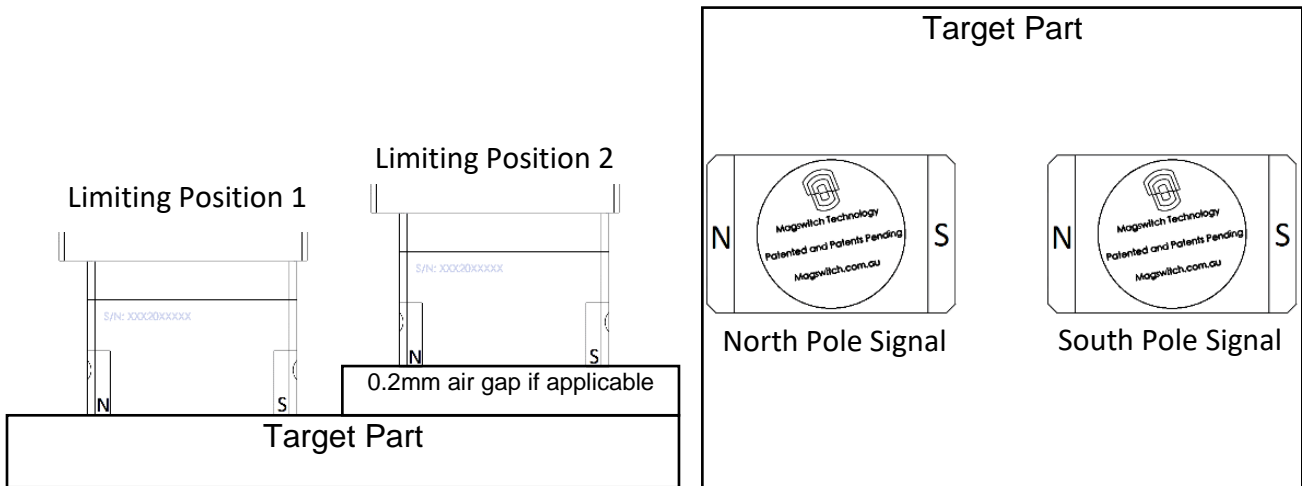 Limiting Position 1
S/N: XXX20XXXXX
N
S
Limiting Position 2
S/N: XXX20XXXXX
N
S
0.2mm air gap if applicable
Target Part
Target Part
N
Magswitch Technology
Patented and Patents Pending
Magswitch.com.au
S
North Pole Signal
N
Magswitch Technology
Patented and Patents Pending
Magswitch.com.au
S
South Pole Signal